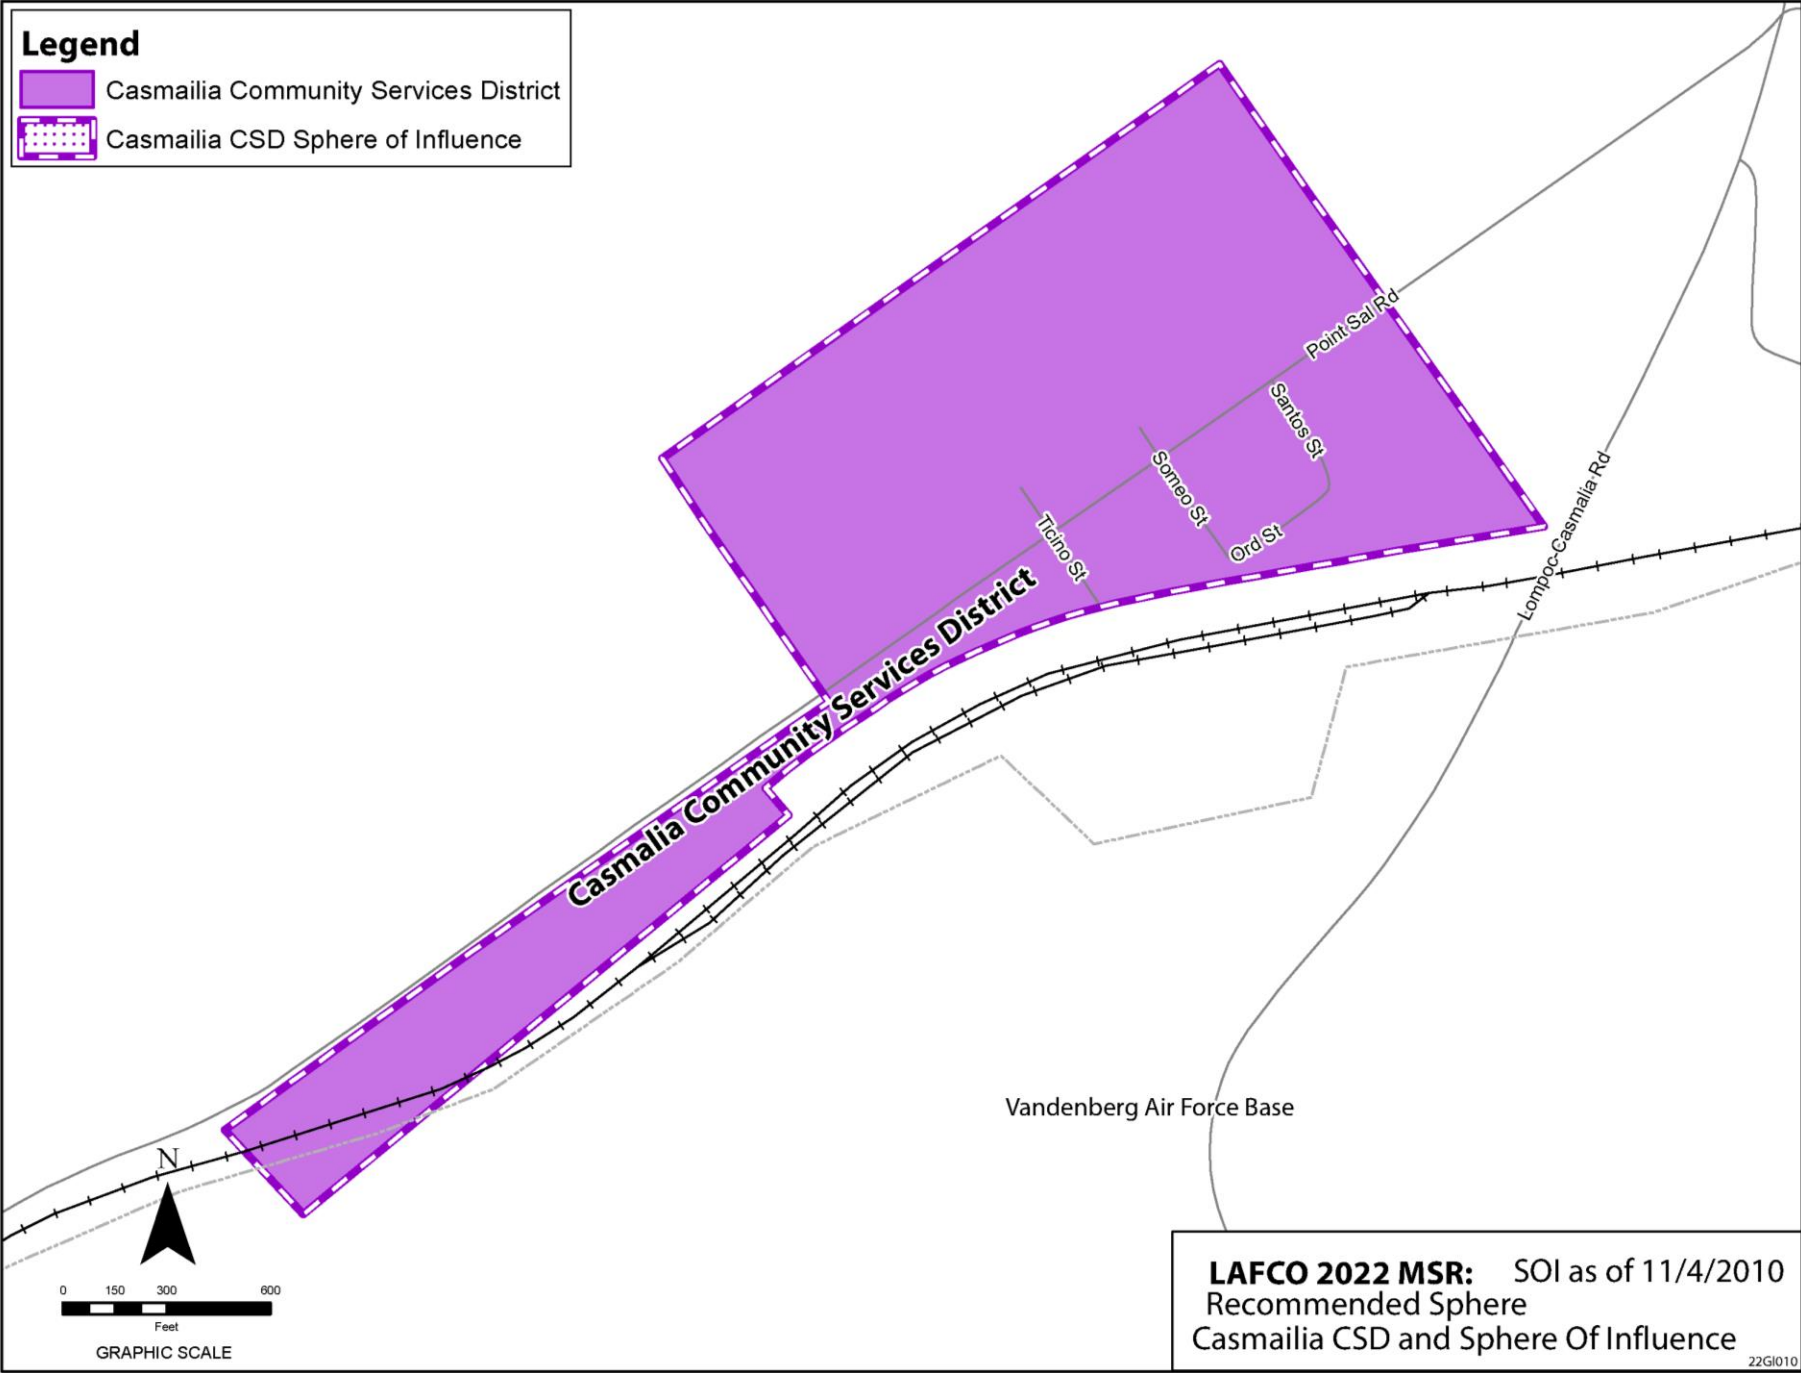 Legend
Casmailia Community Services District
Casmailia CSD Sphere of Influence
Point Sal Rd
Santos St
Someo St
Ord St
Ticino St
Lompoc-Casmalia Rd
Casmalia Community Services District
Vandenberg Air Force Base
N
0 150 300 600
Feet
GRAPHIC SCALE
LAFCO 2022 MSR: SOI as of 11/4/2010
Recommended Sphere
Casmailia CSD and Sphere Of Influence
22GI010